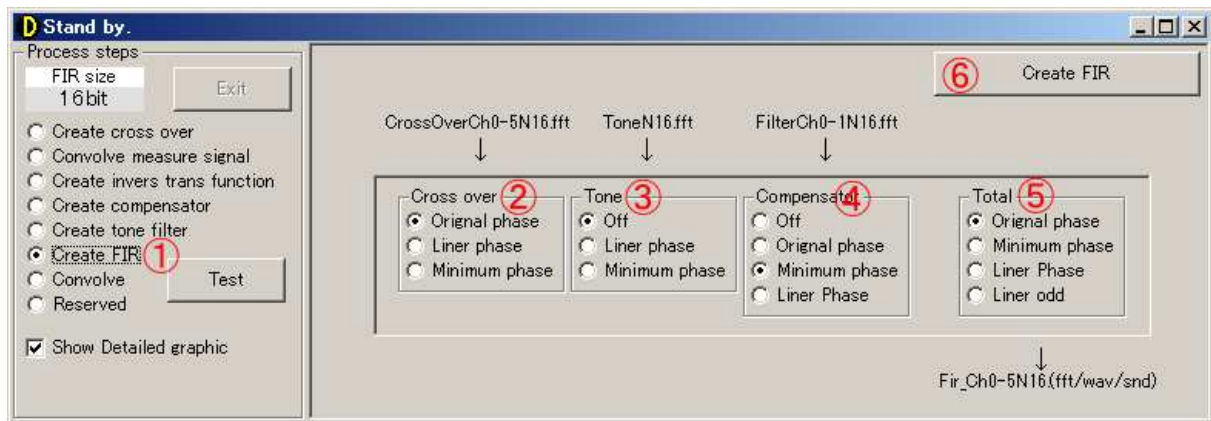 D Stand by.
Process steps
FIR size
16bit
Exit
Create cross over
Convolve measure signal
Create invers trans function
Create compensator
Create tone filter
Create FIR ①
Convolve
Test
Reserved
Show Detailed graphic
⑥ Create FIR
CrossOverCh0-5N16.fft ToneN16.fft FilterCh0-1N16.fft
↓ ↓ ↓
Cross over ②
Orignal phase
Liner phase
Minimum phase
Tone ③
Off
Liner phase
Minimum phase
Compensator ④
Off
Orignal phase
Minimum phase
Liner Phase
Total ⑤
Orignal phase
Minimum phase
Liner Phase
Liner odd
↓
Fir_Ch0-5N16.(fft/wav/snd)